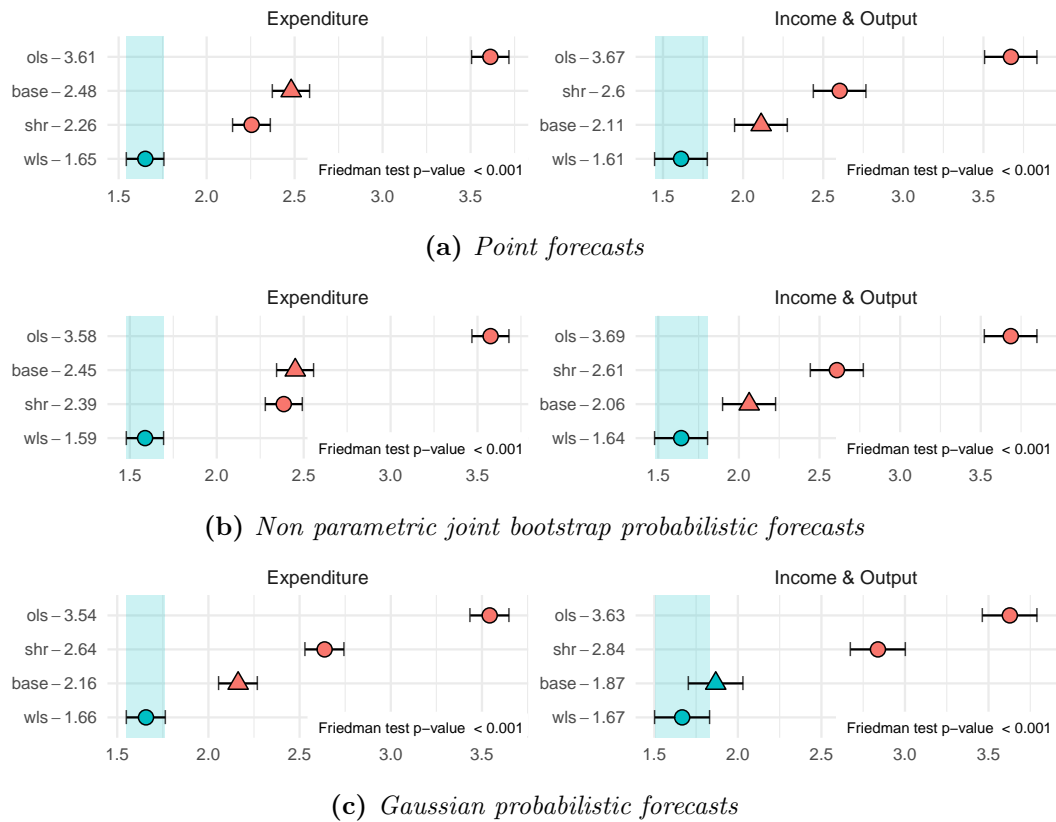 Expenditure
ols − 3.61
base − 2.48
shr − 2.26
wls − 1.65
Friedman test p−value < 0.001
1.5 2.0 2.5 3.0 3.5
Income & Output
ols − 3.67
shr − 2.6
base − 2.11
wls − 1.61
Friedman test p−value < 0.001
1.5 2.0 2.5 3.0 3.5
(a) Point forecasts
Expenditure
ols − 3.58
base − 2.45
shr − 2.39
wls − 1.59
Friedman test p−value < 0.001
1.5 2.0 2.5 3.0 3.5
Income & Output
ols − 3.69
shr − 2.61
base − 2.06
wls − 1.64
Friedman test p−value < 0.001
1.5 2.0 2.5 3.0 3.5
(b) Non parametric joint bootstrap probabilistic forecasts
Expenditure
ols − 3.54
shr − 2.64
base − 2.16
wls − 1.66
Friedman test p−value < 0.001
1.5 2.0 2.5 3.0 3.5
Income & Output
ols − 3.63
shr − 2.84
base − 1.87
wls − 1.67
Friedman test p−value < 0.001
1.5 2.0 2.5 3.0 3.5
(c) Gaussian probabilistic forecasts